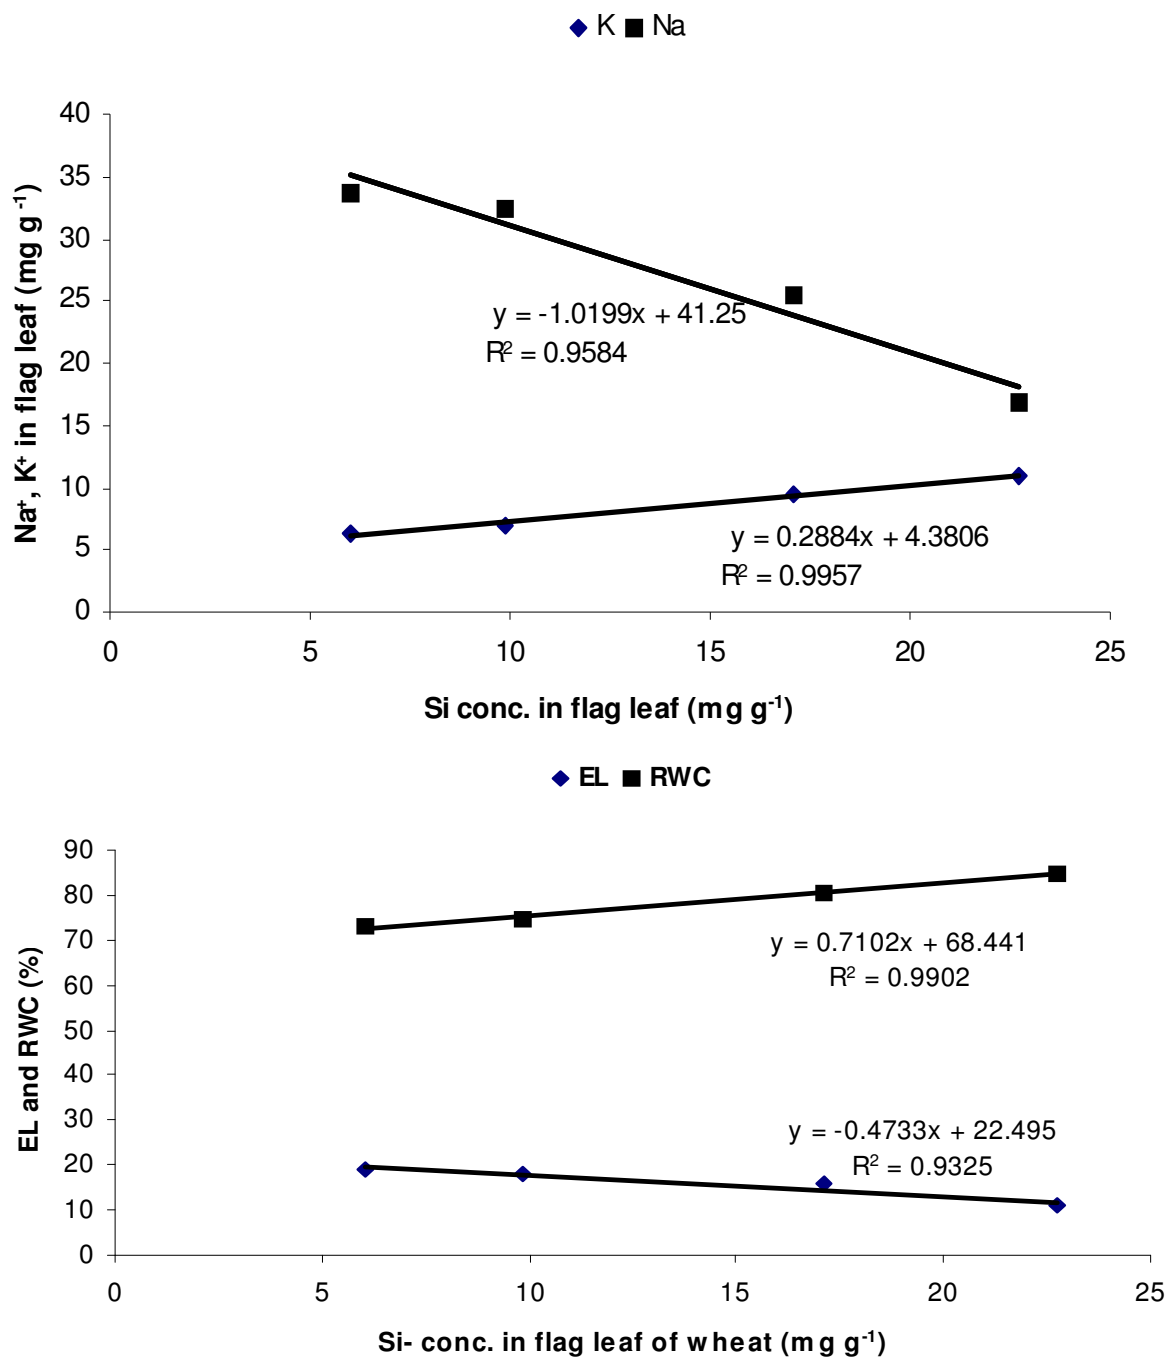 K Na
40
35
30
25
20
15
10
5
0
Na⁺, K⁺ in flag leaf (mg g⁻¹)
y = -1.0199x + 41.25
R² = 0.9584
y = 0.2884x + 4.3806
R² = 0.9957
0 5 10 15 20 25
Si conc. in flag leaf (mg g⁻¹)
EL RWC
90
80
70
60
50
40
30
20
10
0
EL and RWC (%)
y = 0.7102x + 68.441
R² = 0.9902
y = -0.4733x + 22.495
R² = 0.9325
0 5 10 15 20 25
Si- conc. in flag leaf of wheat (mg g⁻¹)